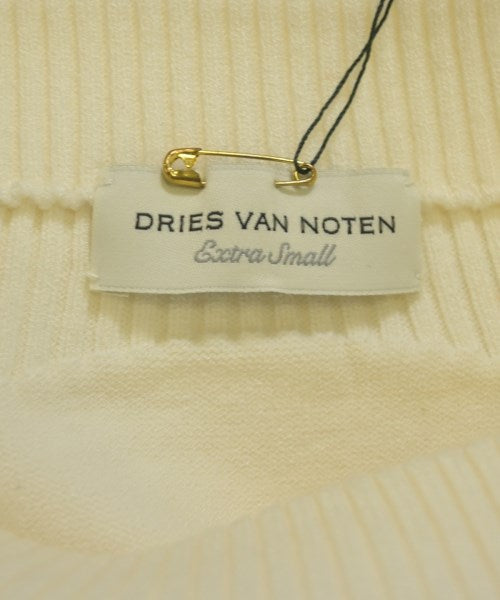 DRIES VAN NOTEN
Extra Small